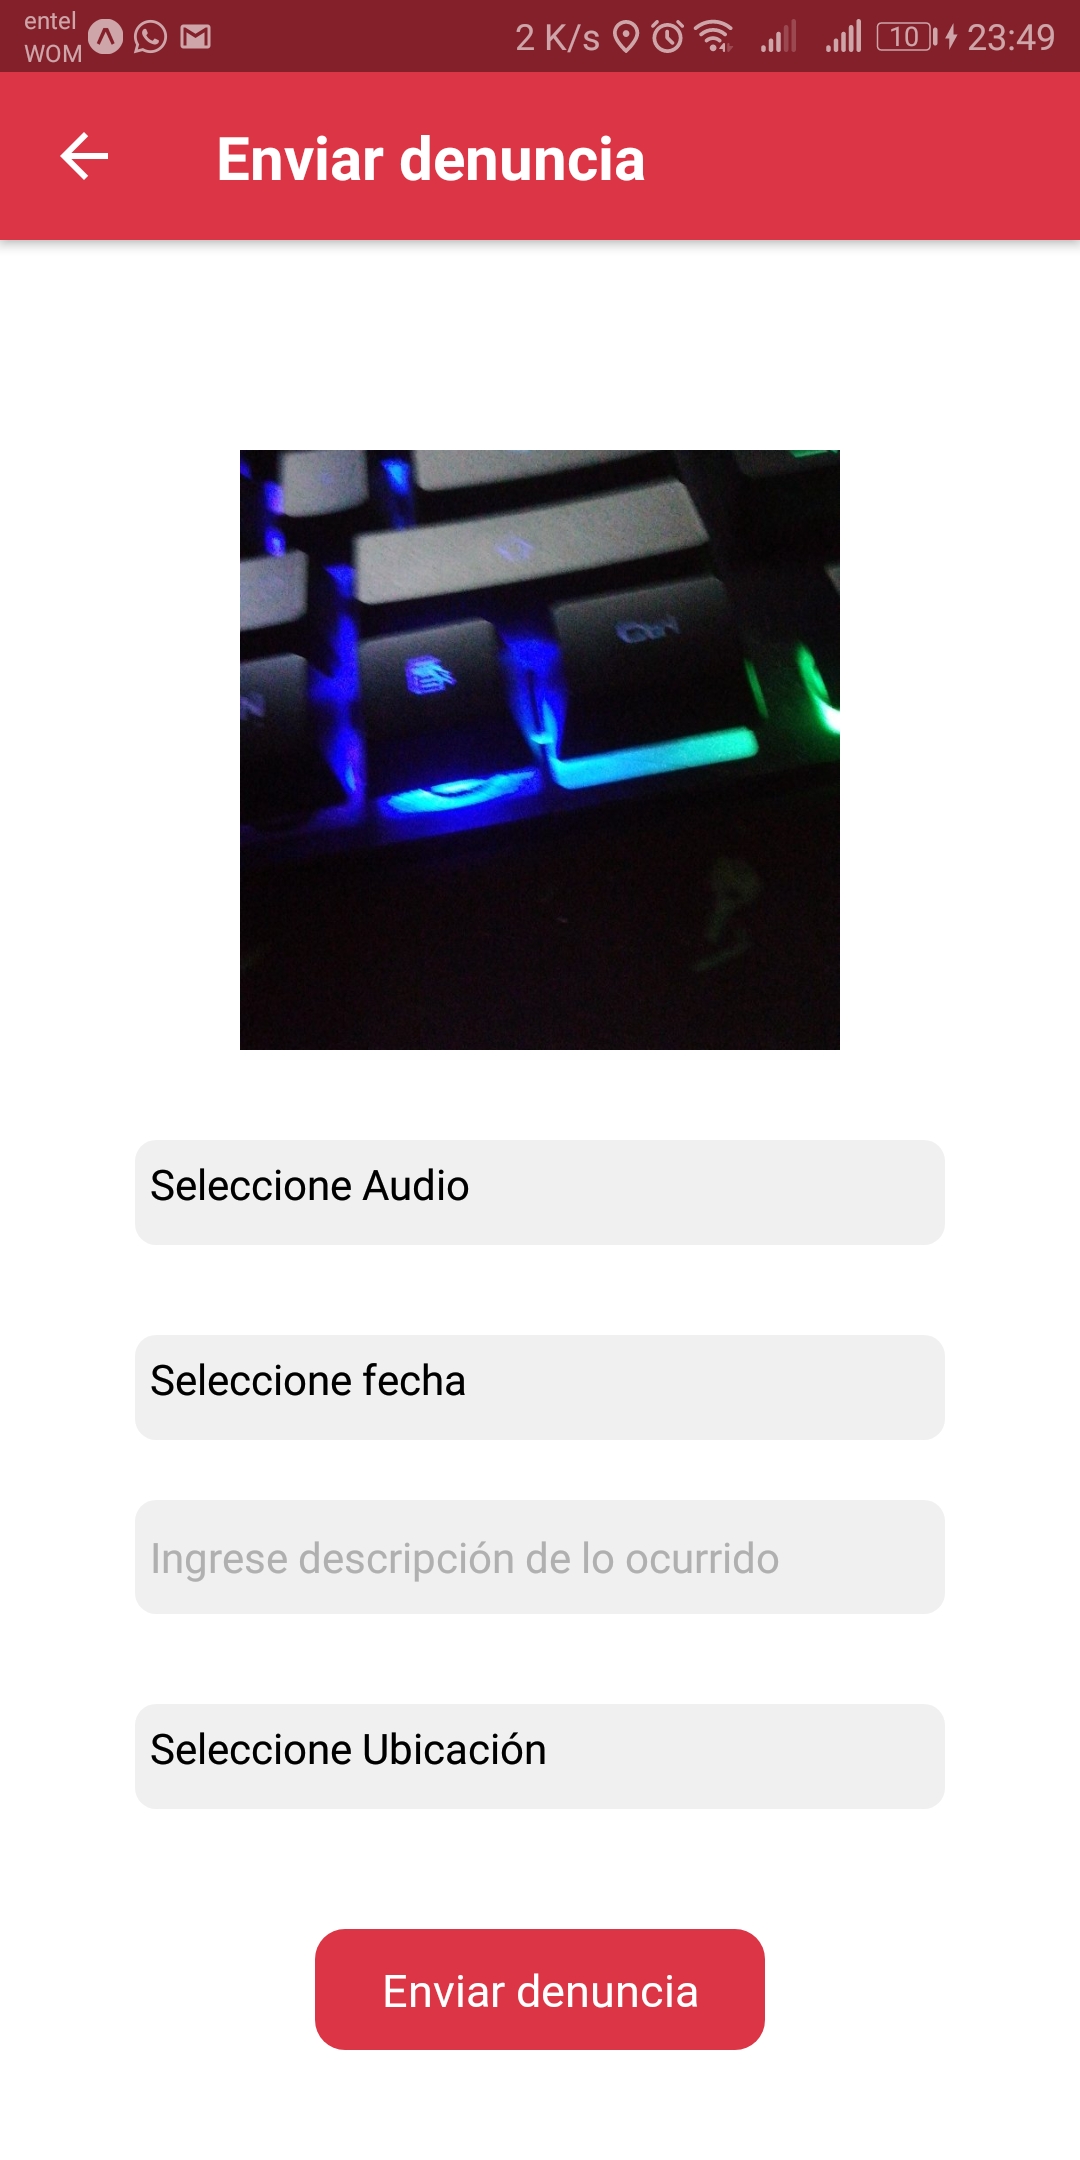 entel
WOM
2 K/s
10
23:49
Enviar denuncia
Ctrl
Seleccione Audio
Seleccione fecha
Ingrese descripción de lo ocurrido
Seleccione Ubicación
Enviar denuncia